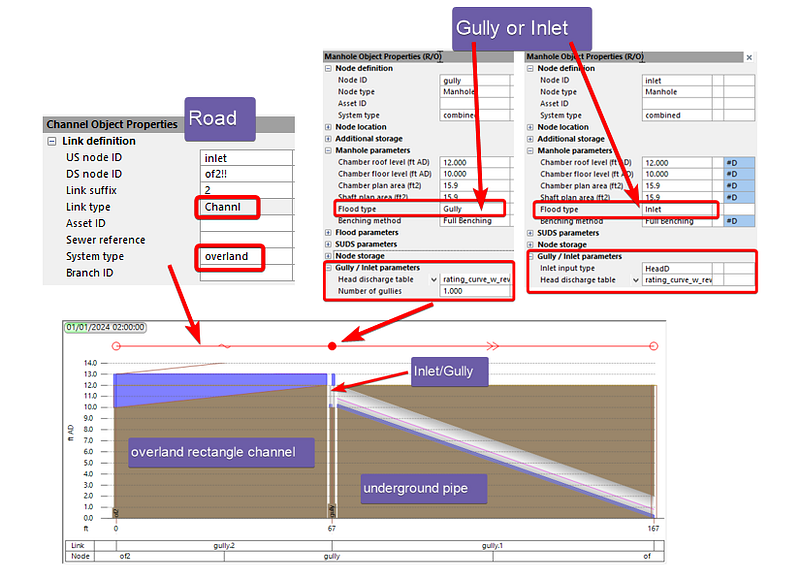 Gully or Inlet
Road
Channel Object Properties
Link definition
US node ID inlet
DS node ID of2!!
Link suffix 2
Link type Channl
Asset ID
Sewer reference
System type overland
Branch ID
Manhole Object Properties (R/O)
Node definition
Node ID gully
Node type Manhole
Asset ID
System type combined
Node location
Additional storage
Manhole parameters
Chamber roof level (ft AD) 12.000
Chamber floor level (ft AD) 10.000
Chamber plan area (ft2) 15.9
Shaft plan area (ft2) 15.9
Flood type Gully
Benching method Full Benching
Flood parameters
SUDS parameters
Node storage
Gully / Inlet parameters
Head discharge table rating_curve_w_rev
Number of gullies 1.000
Manhole Object Properties (R/O)
Node definition
Node ID inlet
Node type Manhole
Asset ID
System type combined
Node location
Additional storage
Manhole parameters
Chamber roof level (ft AD) 12.000 #D
Chamber floor level (ft AD) 10.000 #D
Chamber plan area (ft2) 15.9 #D
Shaft plan area (ft2) 15.9 #D
Flood type Inlet
Benching method Full Benching #D
SUDS parameters
Node storage
Gully / Inlet parameters
Inlet input type HeadD
Head discharge table rating_curve_w_rev
01/01/2024 02:00:00
14.0
13.0
12.0
11.0
10.0
9.0
8.0
7.0
6.0
5.0
4.0
3.0
2.0
1.0
0.0
ft AD
Inlet/Gully
overland rectangle channel
underground pipe
of2
gully
ft 0 67 167
Link gully.2 gully.1
Node of2 gully of